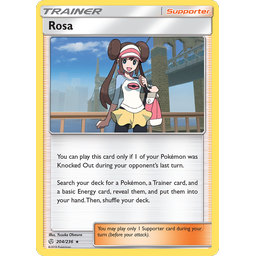 TRAINER
Supporter
Rosa
You can play this card only if 1 of your Pokémon was
Knocked Out during your opponent's last turn.
Search your deck for a Pokémon, a Trainer card, and
a basic Energy card, reveal them, and put them into
your hand. Then, shuffle your deck.
Illus. Yusuke Ohmura
204/236
You may play only 1 Supporter card during your
turn (before your attack).